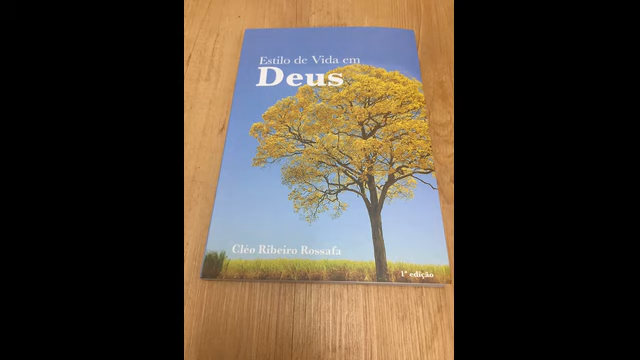 Estilo de Vida em
Deus
Cléo Ribeiro Rossafa
1ª edição